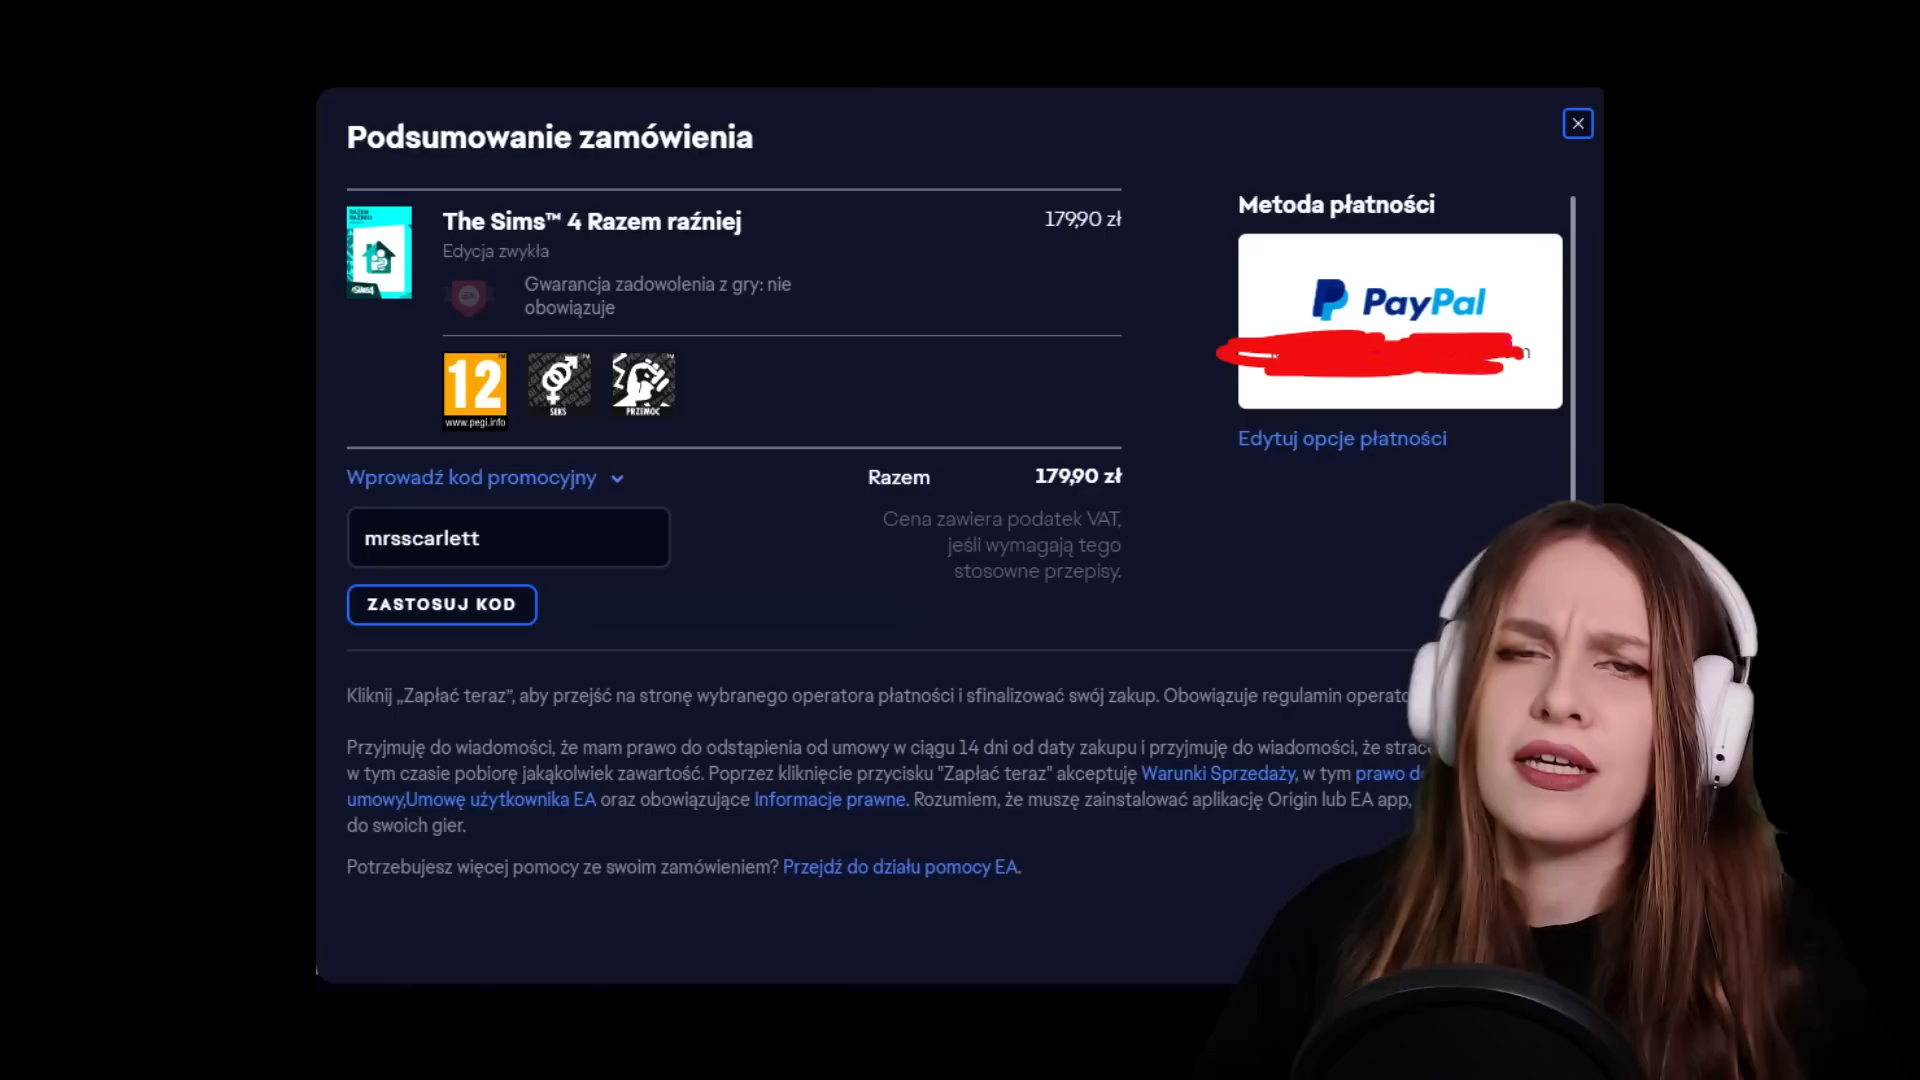 Podsumowanie zamówienia
The Sims™ 4 Razem raźniej
179,90 zł
Edycja zwykła
Gwarancja zadowolenia z gry: nie
obowiązuje
12
www.pegi.info
SEKS
PRZEMOC
Wprowadź kod promocyjny
Razem
179,90 zł
mrsscarlett
Cena zawiera podatek VAT,
jeśli wymagają tego
stosowne przepisy.
ZASTOSUJ KOD
Metoda płatności
PayPal
Edytuj opcje płatności
Kliknij „Zapłać teraz”, aby przejść na stronę wybranego operatora płatności i sfinalizować swój zakup. Obowiązuje regulamin
Przyjmuję do wiadomości, że mam prawo do odstąpienia od umowy w ciągu 14 dni od daty zakupu i przyjmuję do wiadomości, że
w tym czasie pobiorę jakąkolwiek zawartość. Poprzez kliknięcie przycisku "Zapłać teraz" akceptuję Warunki Sprzedaży, w tym prawo
umowy,Umowę użytkownika EA oraz obowiązujące Informacje prawne. Rozumiem, że muszę zainstalować aplikację Origin lub EA app,
do swoich gier.
Potrzebujesz więcej pomocy ze swoim zamówieniem? Przejdź do działu pomocy EA.